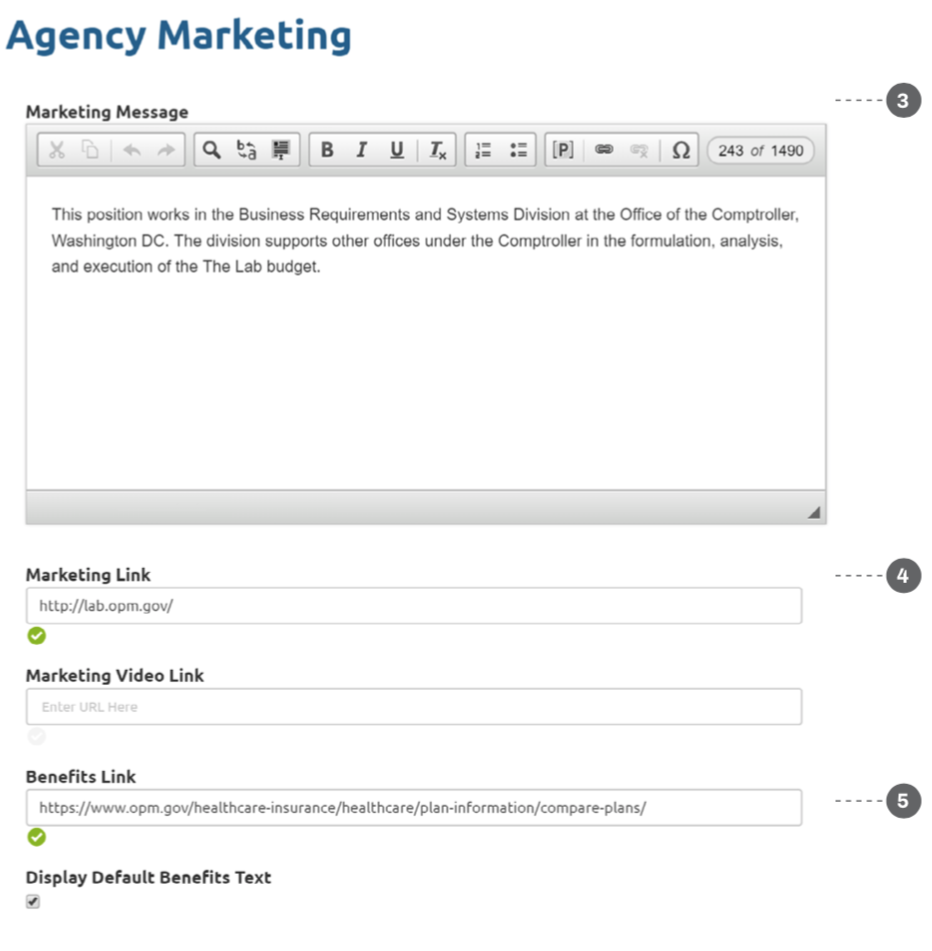 Agency Marketing
3
Marketing Message
B I U Tx [P] Ω 243 of 1490
This position works in the Business Requirements and Systems Division at the Office of the Comptroller,
Washington DC. The division supports other offices under the Comptroller in the formulation, analysis,
and execution of the The Lab budget.
Marketing Link
4
http://lab.opm.gov/
Marketing Video Link
Enter URL Here
Benefits Link
https://www.opm.gov/healthcare-insurance/healthcare/plan-information/compare-plans/
5
Display Default Benefits Text